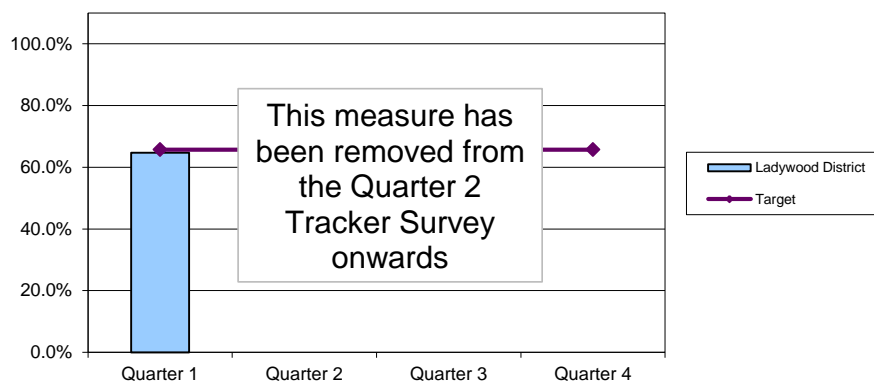 100.0%
80.0%
60.0%
40.0%
20.0%
0.0%
This measure has
been removed from
the Quarter 2
Tracker Survey
onwards
Quarter 1
Quarter 2
Quarter 3
Quarter 4
Ladywood District
Target